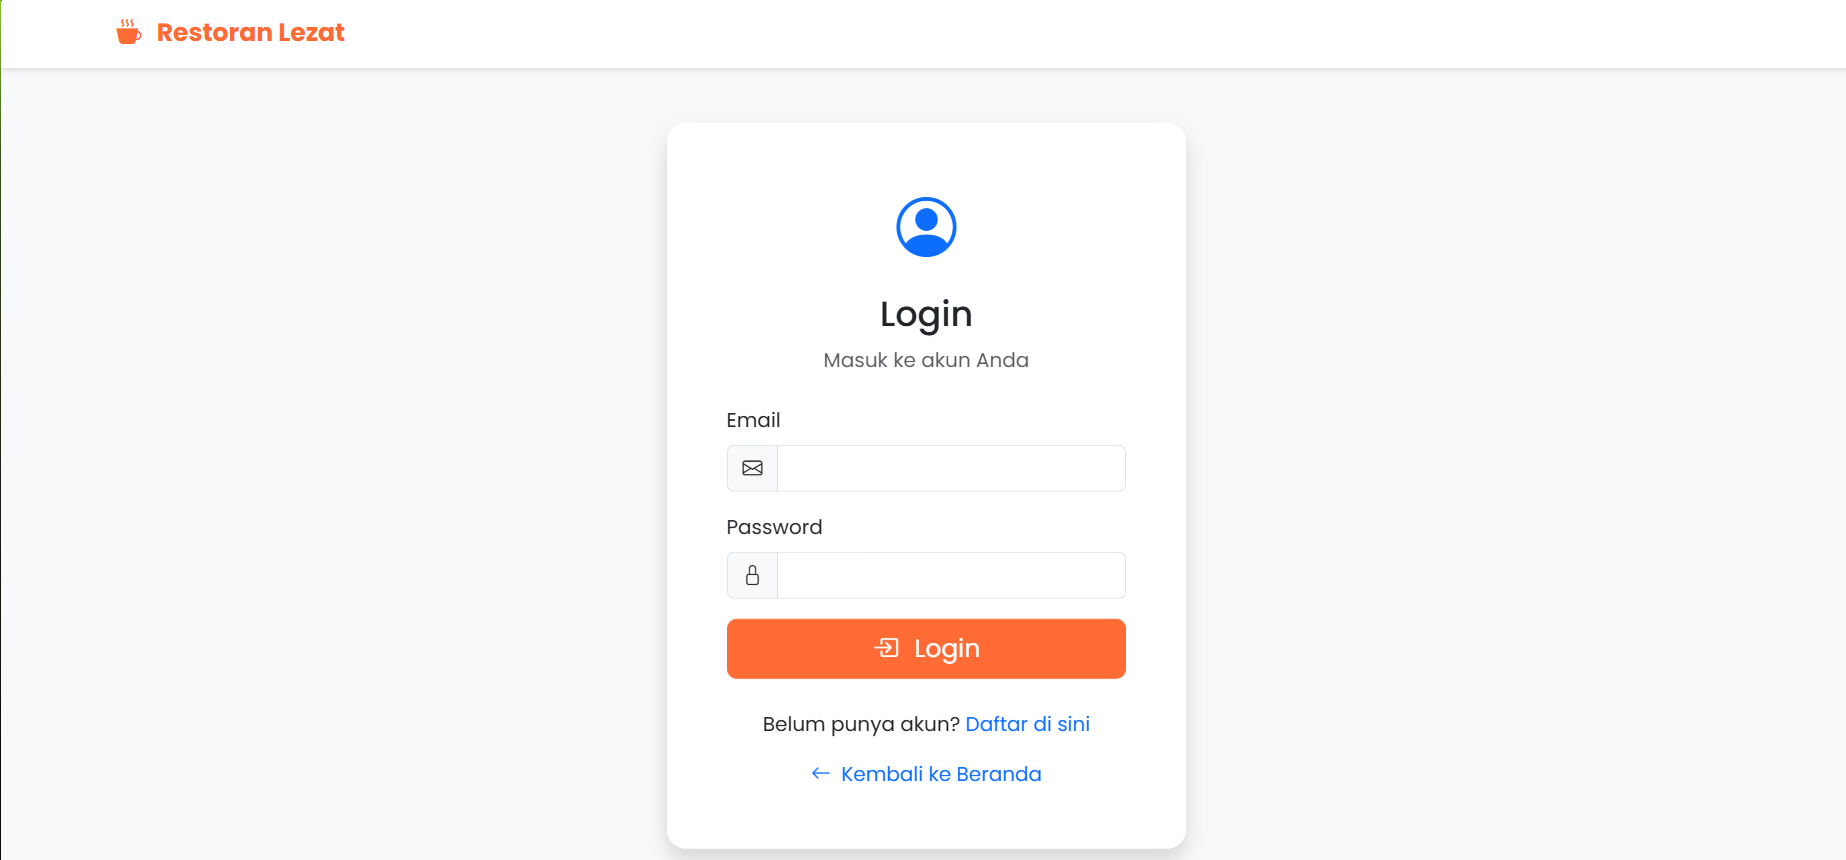 Restoran Lezat
Login
Masuk ke akun Anda
Email
Password
Login
Belum punya akun? Daftar di sini
Kembali ke Beranda